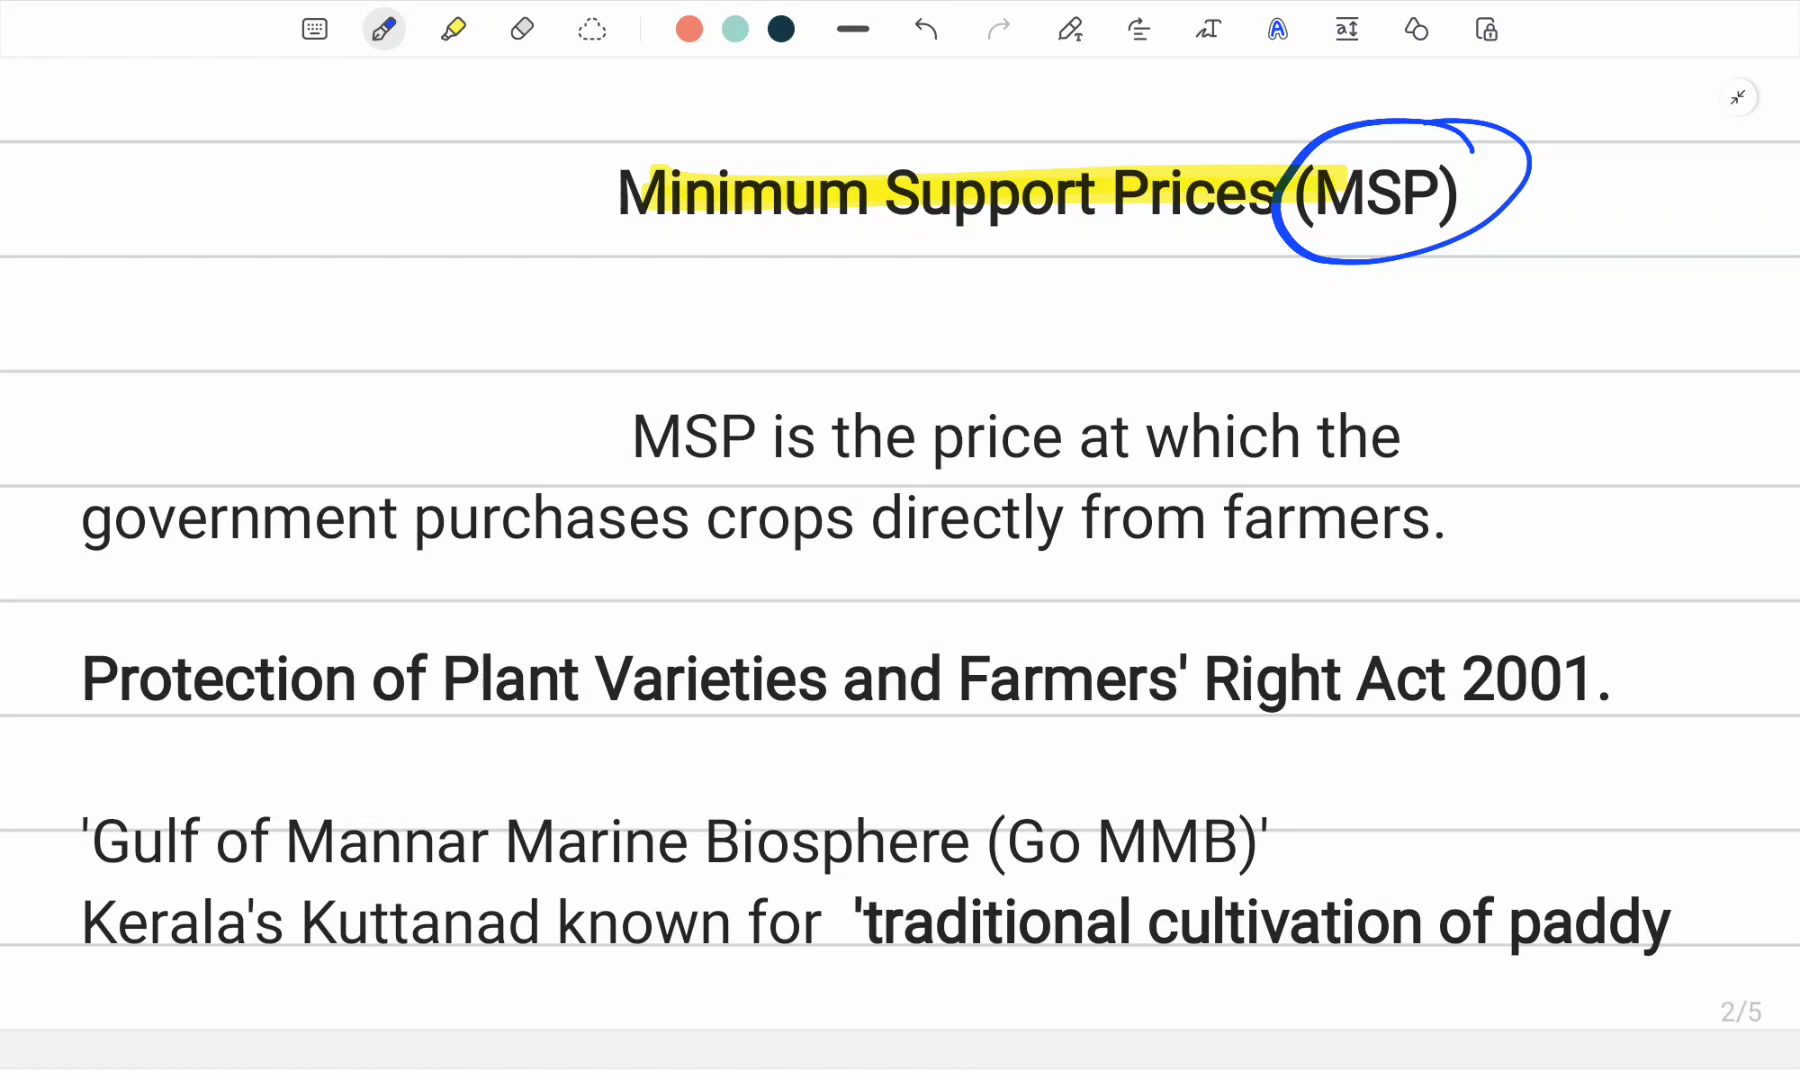 Minimum Support Prices (MSP)
MSP is the price at which the
government purchases crops directly from farmers.
Protection of Plant Varieties and Farmers' Right Act 2001.
'Gulf of Mannar Marine Biosphere (Go MMB)'
Kerala's Kuttanad known for 'traditional cultivation of paddy
2/5